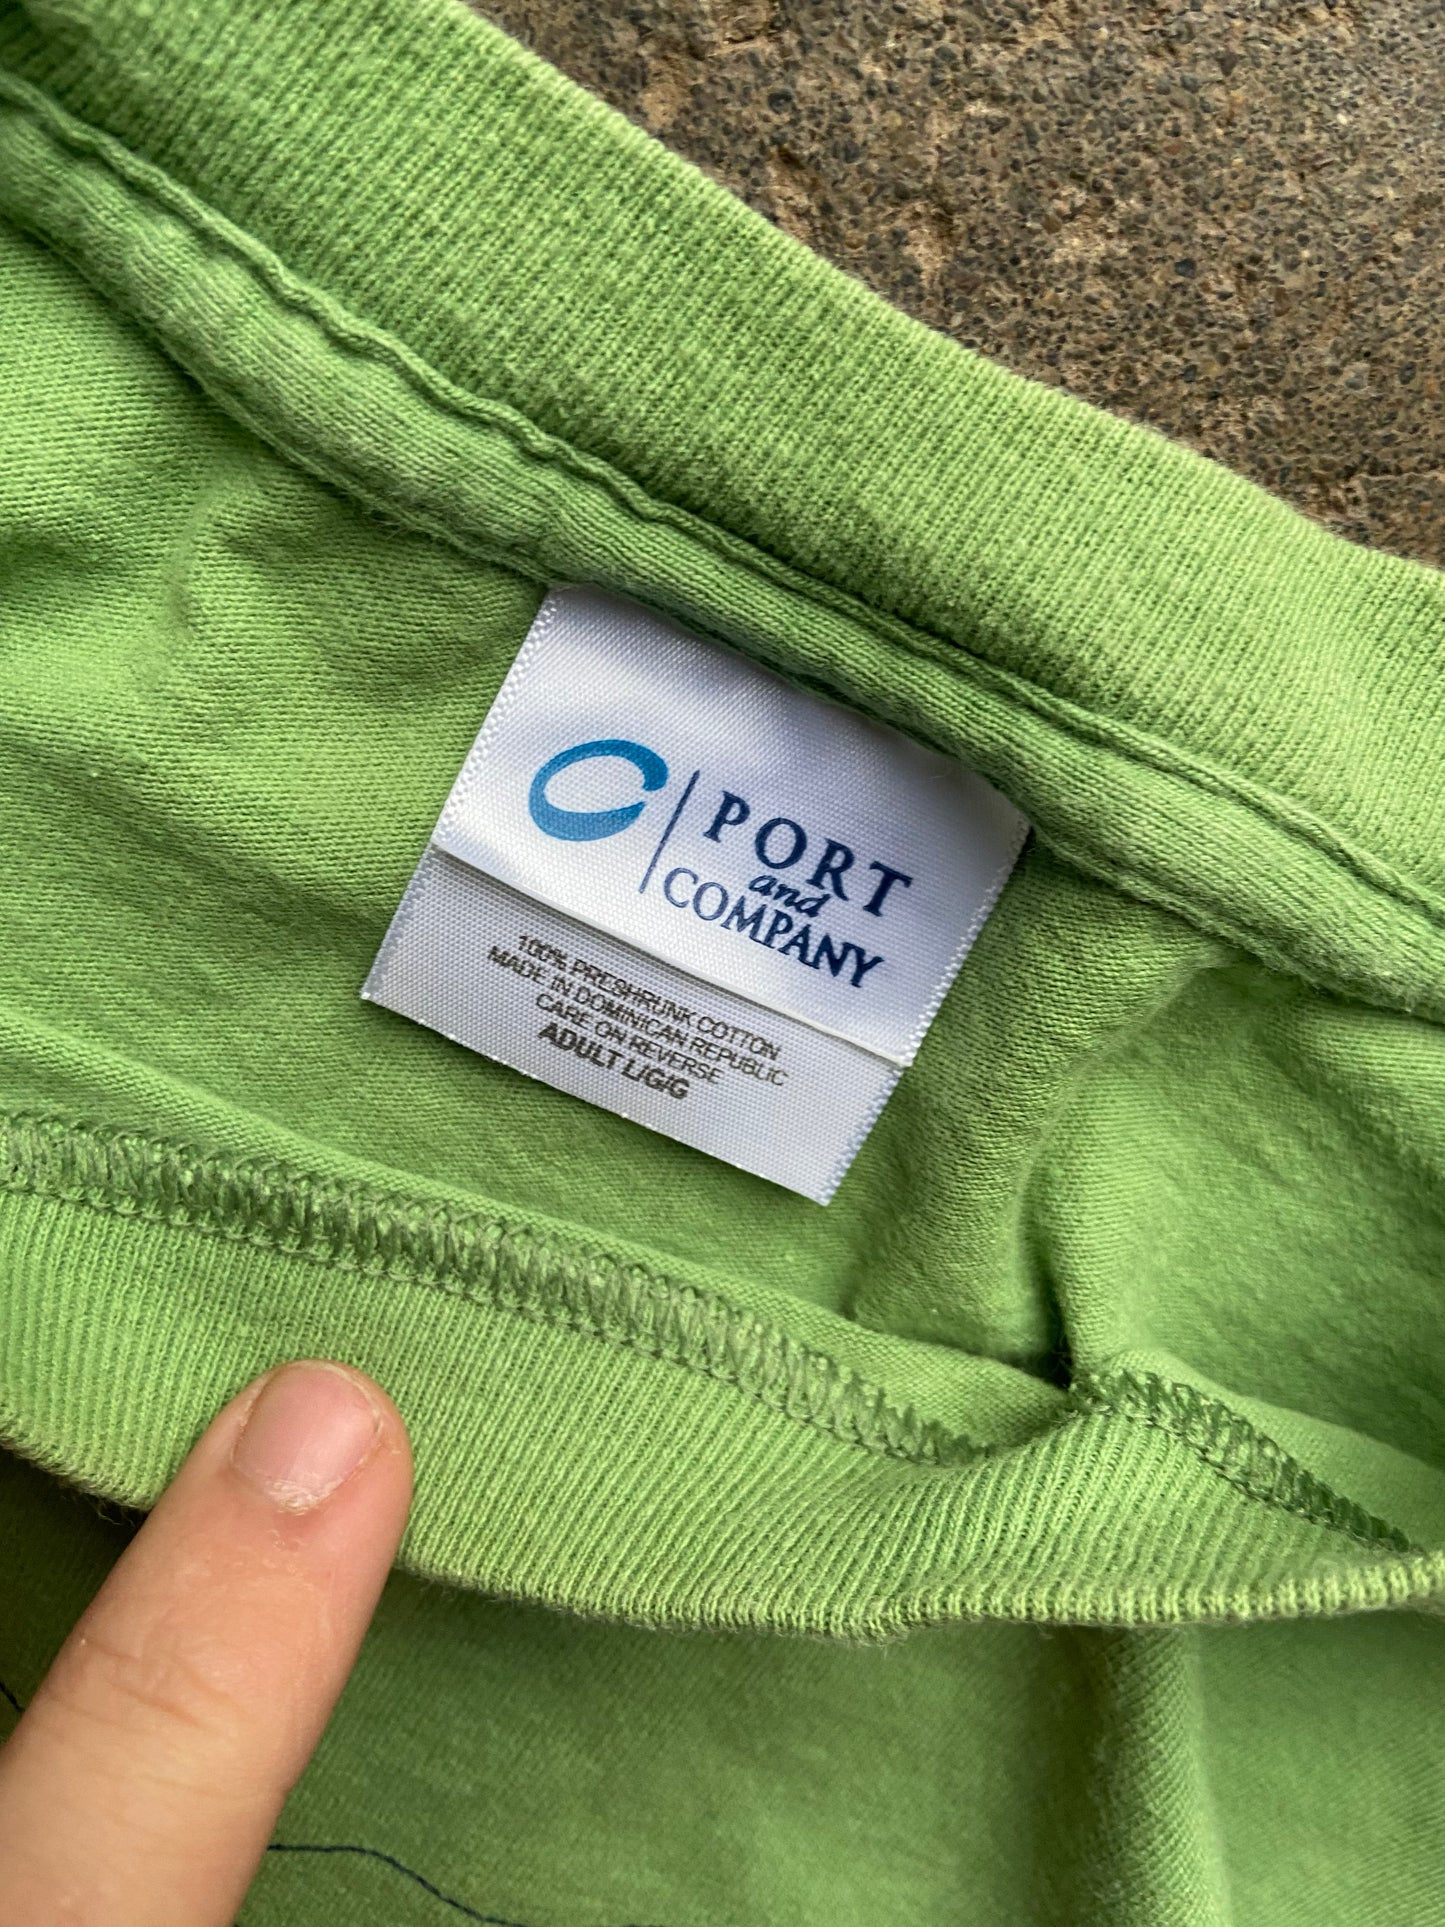 PORT
and
COMPANY
100% PRESHRUNK COTTON
MADE IN DOMINICAN REPUBLIC
CARE ON REVERSE
ADULT L/G/G